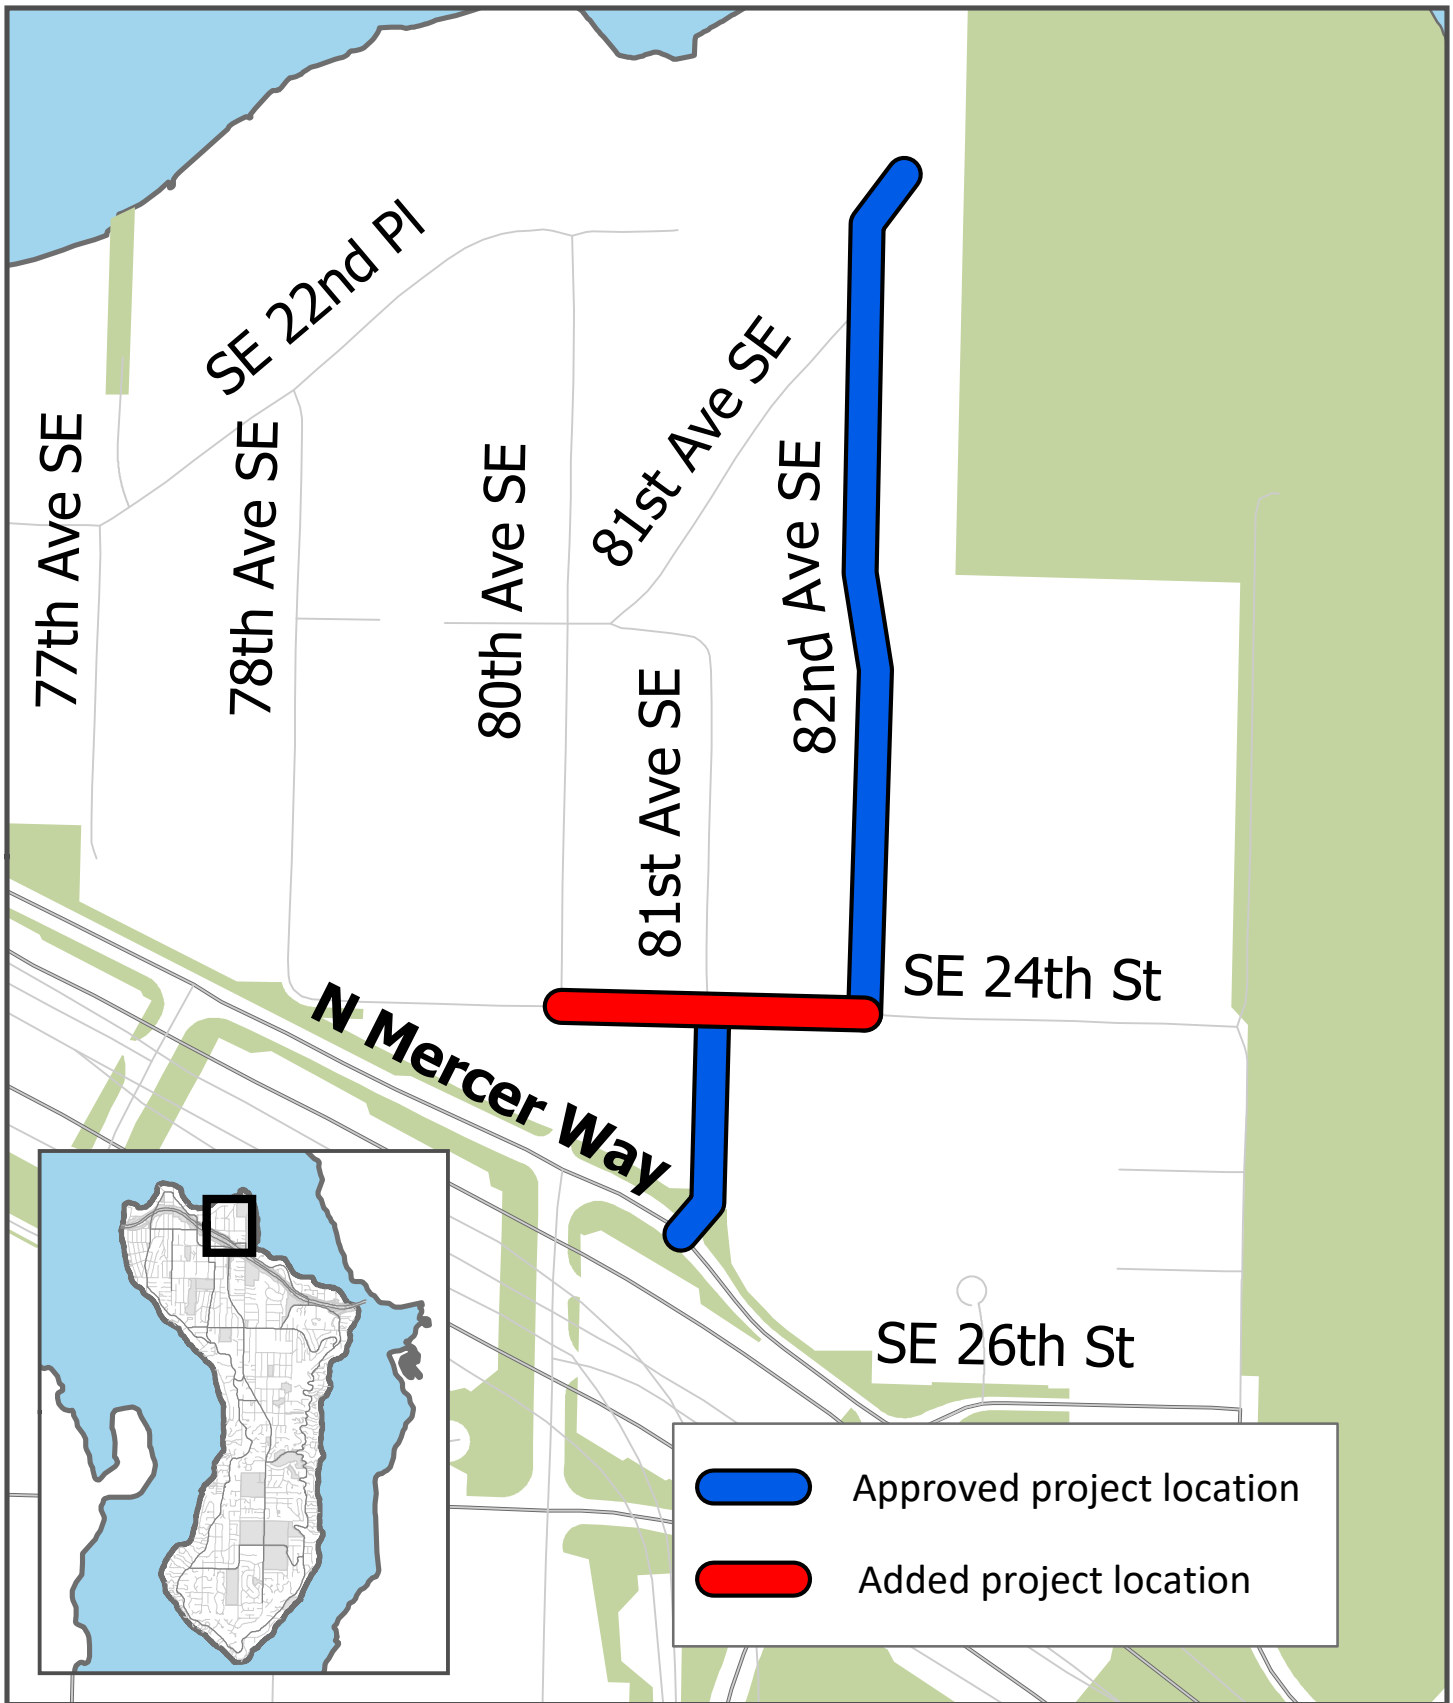 SE 22nd Pl
77th Ave SE
78th Ave SE
80th Ave SE
81st Ave SE
82nd Ave SE
81st Ave SE
SE 24th St
N Mercer Way
SE 26th St
Approved project location
Added project location